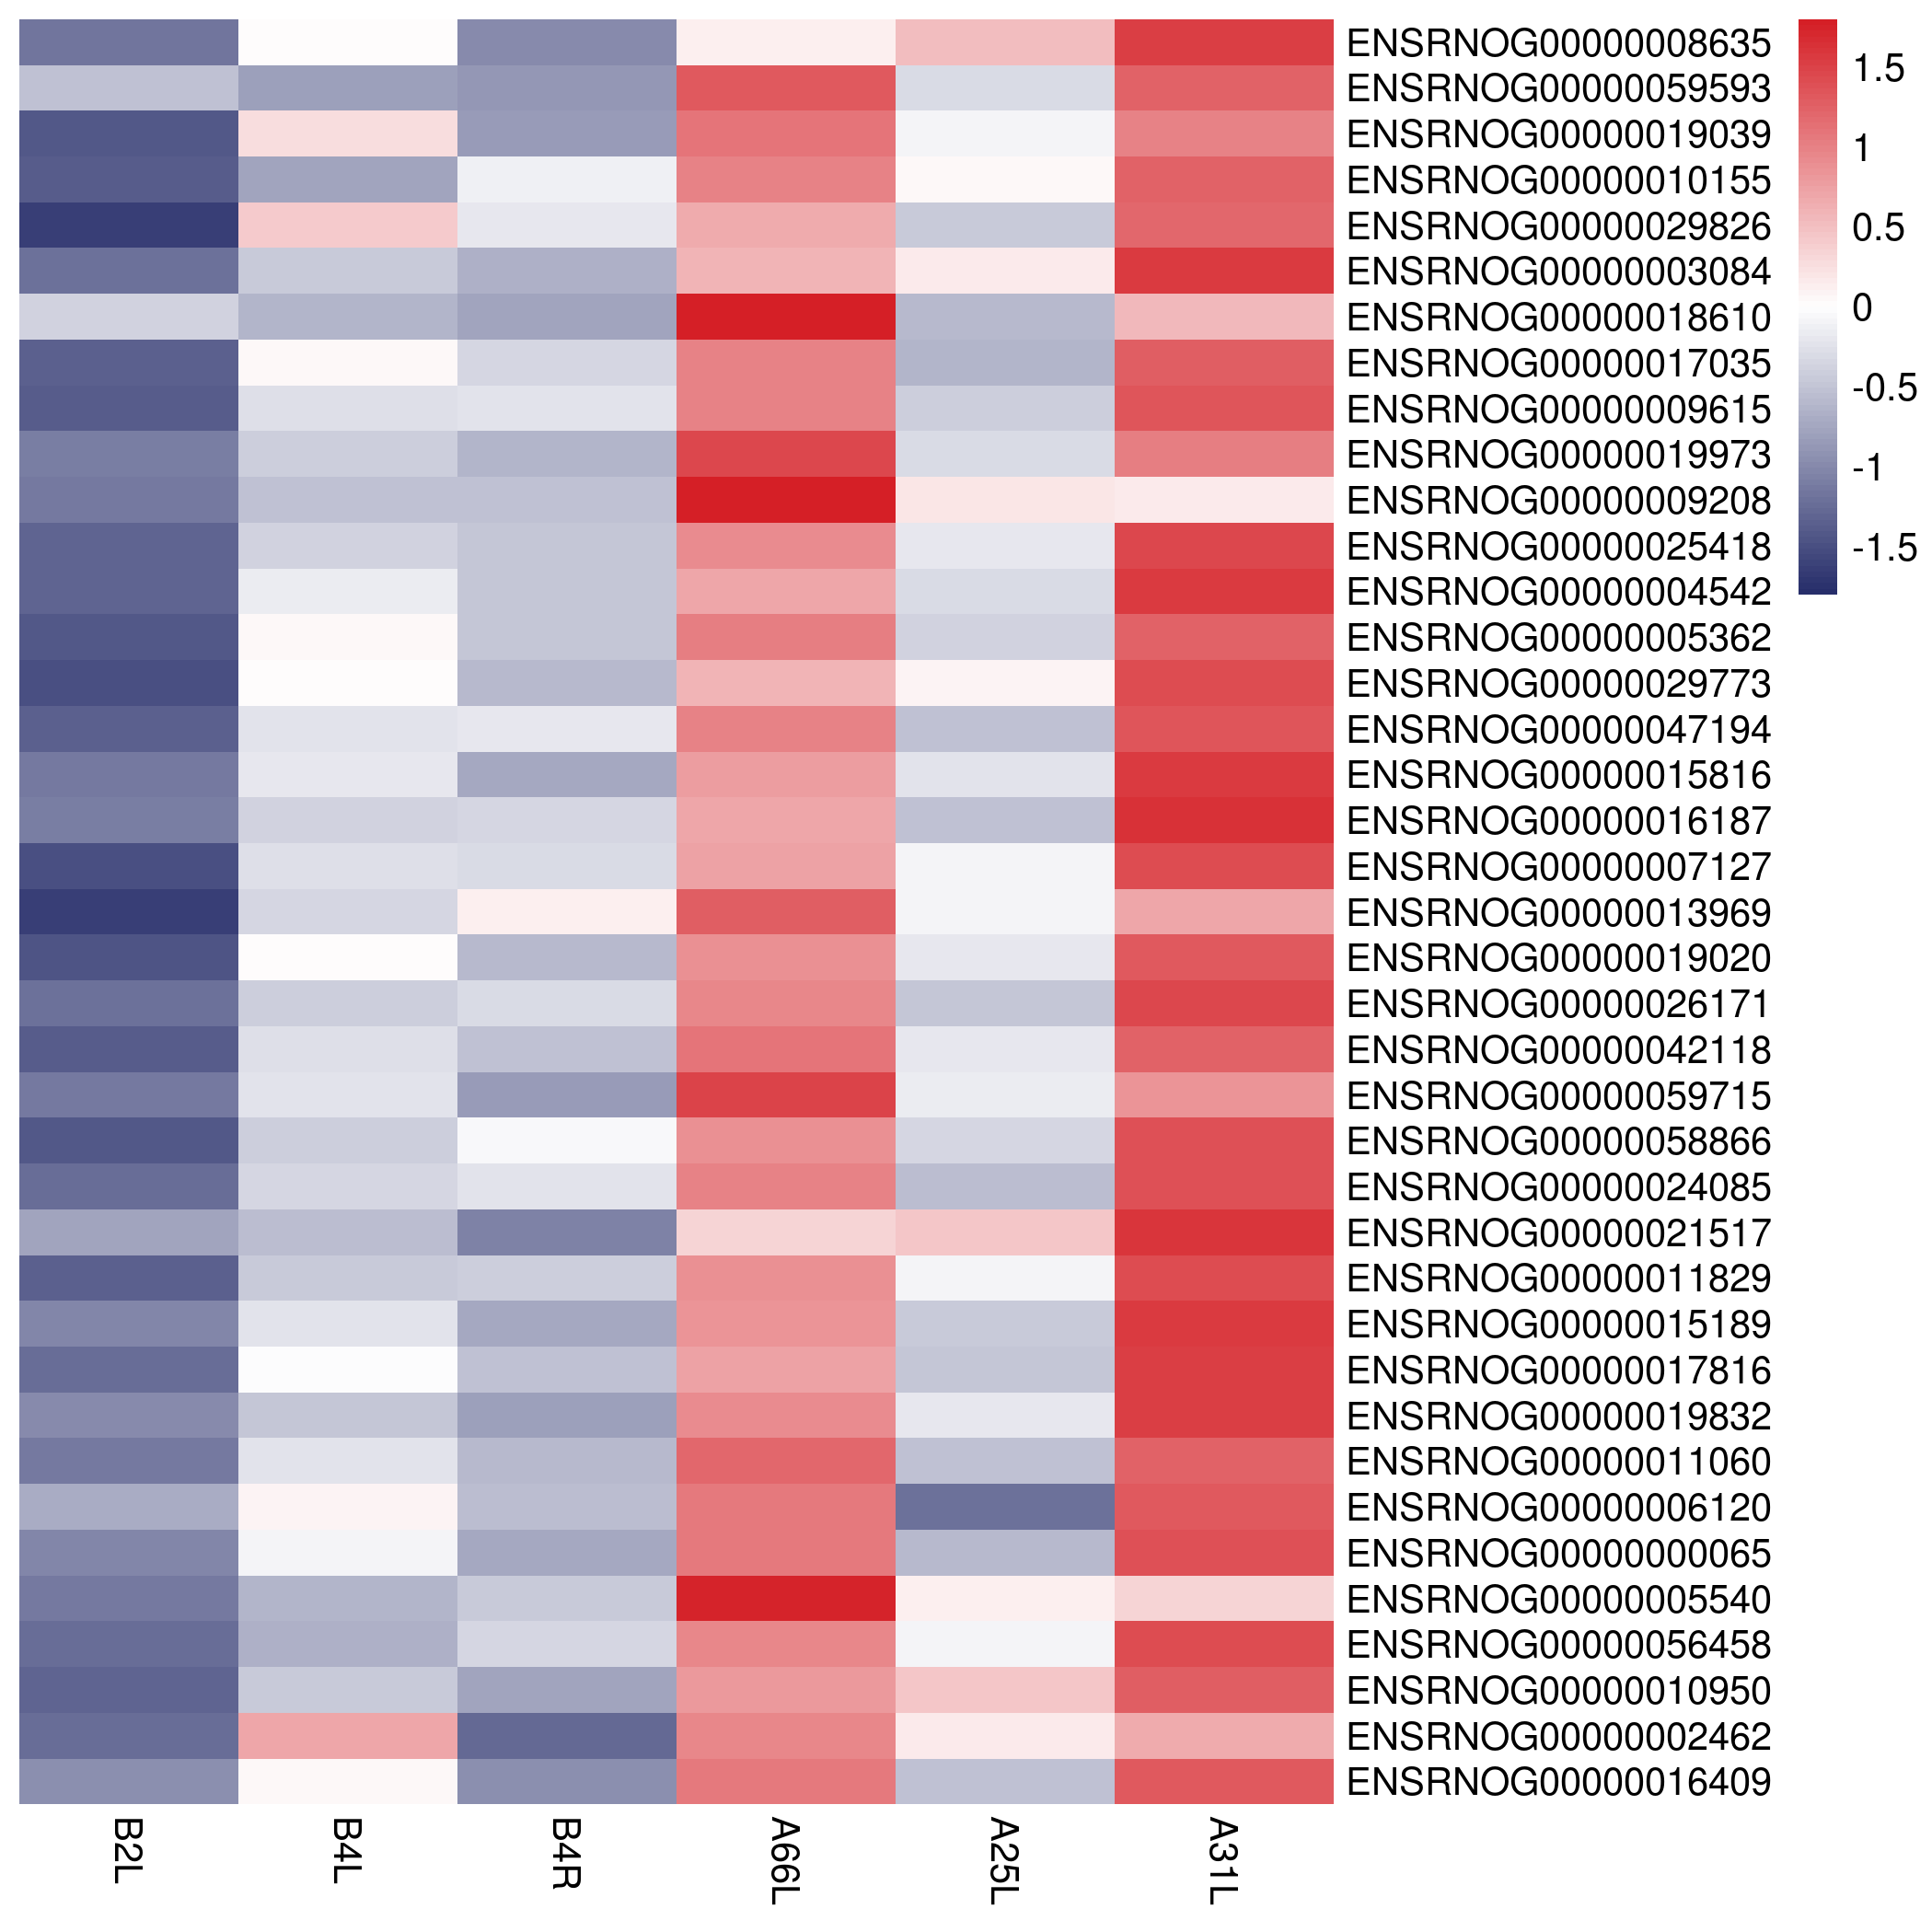 ENSRNOG00000008635
ENSRNOG00000059593
ENSRNOG00000019039
ENSRNOG00000010155
ENSRNOG00000029826
ENSRNOG00000003084
ENSRNOG00000018610
ENSRNOG00000017035
ENSRNOG00000009615
ENSRNOG00000019973
ENSRNOG00000009208
ENSRNOG00000025418
ENSRNOG00000004542
ENSRNOG00000005362
ENSRNOG00000029773
ENSRNOG00000047194
ENSRNOG00000015816
ENSRNOG00000016187
ENSRNOG00000007127
ENSRNOG00000013969
ENSRNOG00000019020
ENSRNOG00000026171
ENSRNOG00000042118
ENSRNOG00000059715
ENSRNOG00000058866
ENSRNOG00000024085
ENSRNOG00000021517
ENSRNOG00000011829
ENSRNOG00000015189
ENSRNOG00000017816
ENSRNOG00000019832
ENSRNOG00000011060
ENSRNOG00000006120
ENSRNOG00000000065
ENSRNOG00000005540
ENSRNOG00000056458
ENSRNOG00000010950
ENSRNOG00000002462
ENSRNOG00000016409
1.5
1
0.5
0
-0.5
-1
-1.5
B2L
B4L
B4R
A66L
A25L
A31L